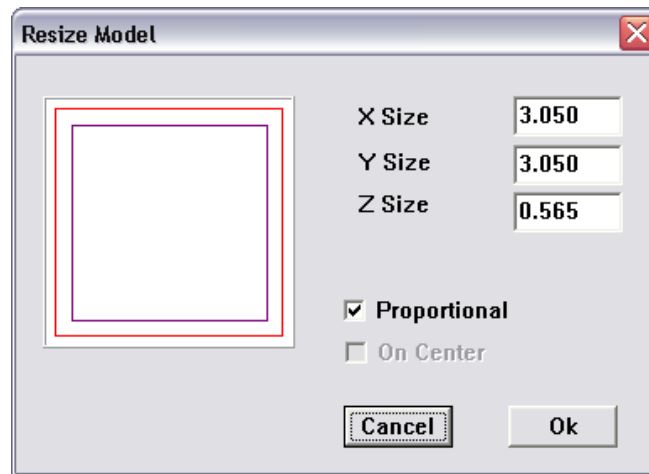 Resize Model
X Size 3.050
Y Size 3.050
Z Size 0.565
Proportional
On Center
Cancel Ok